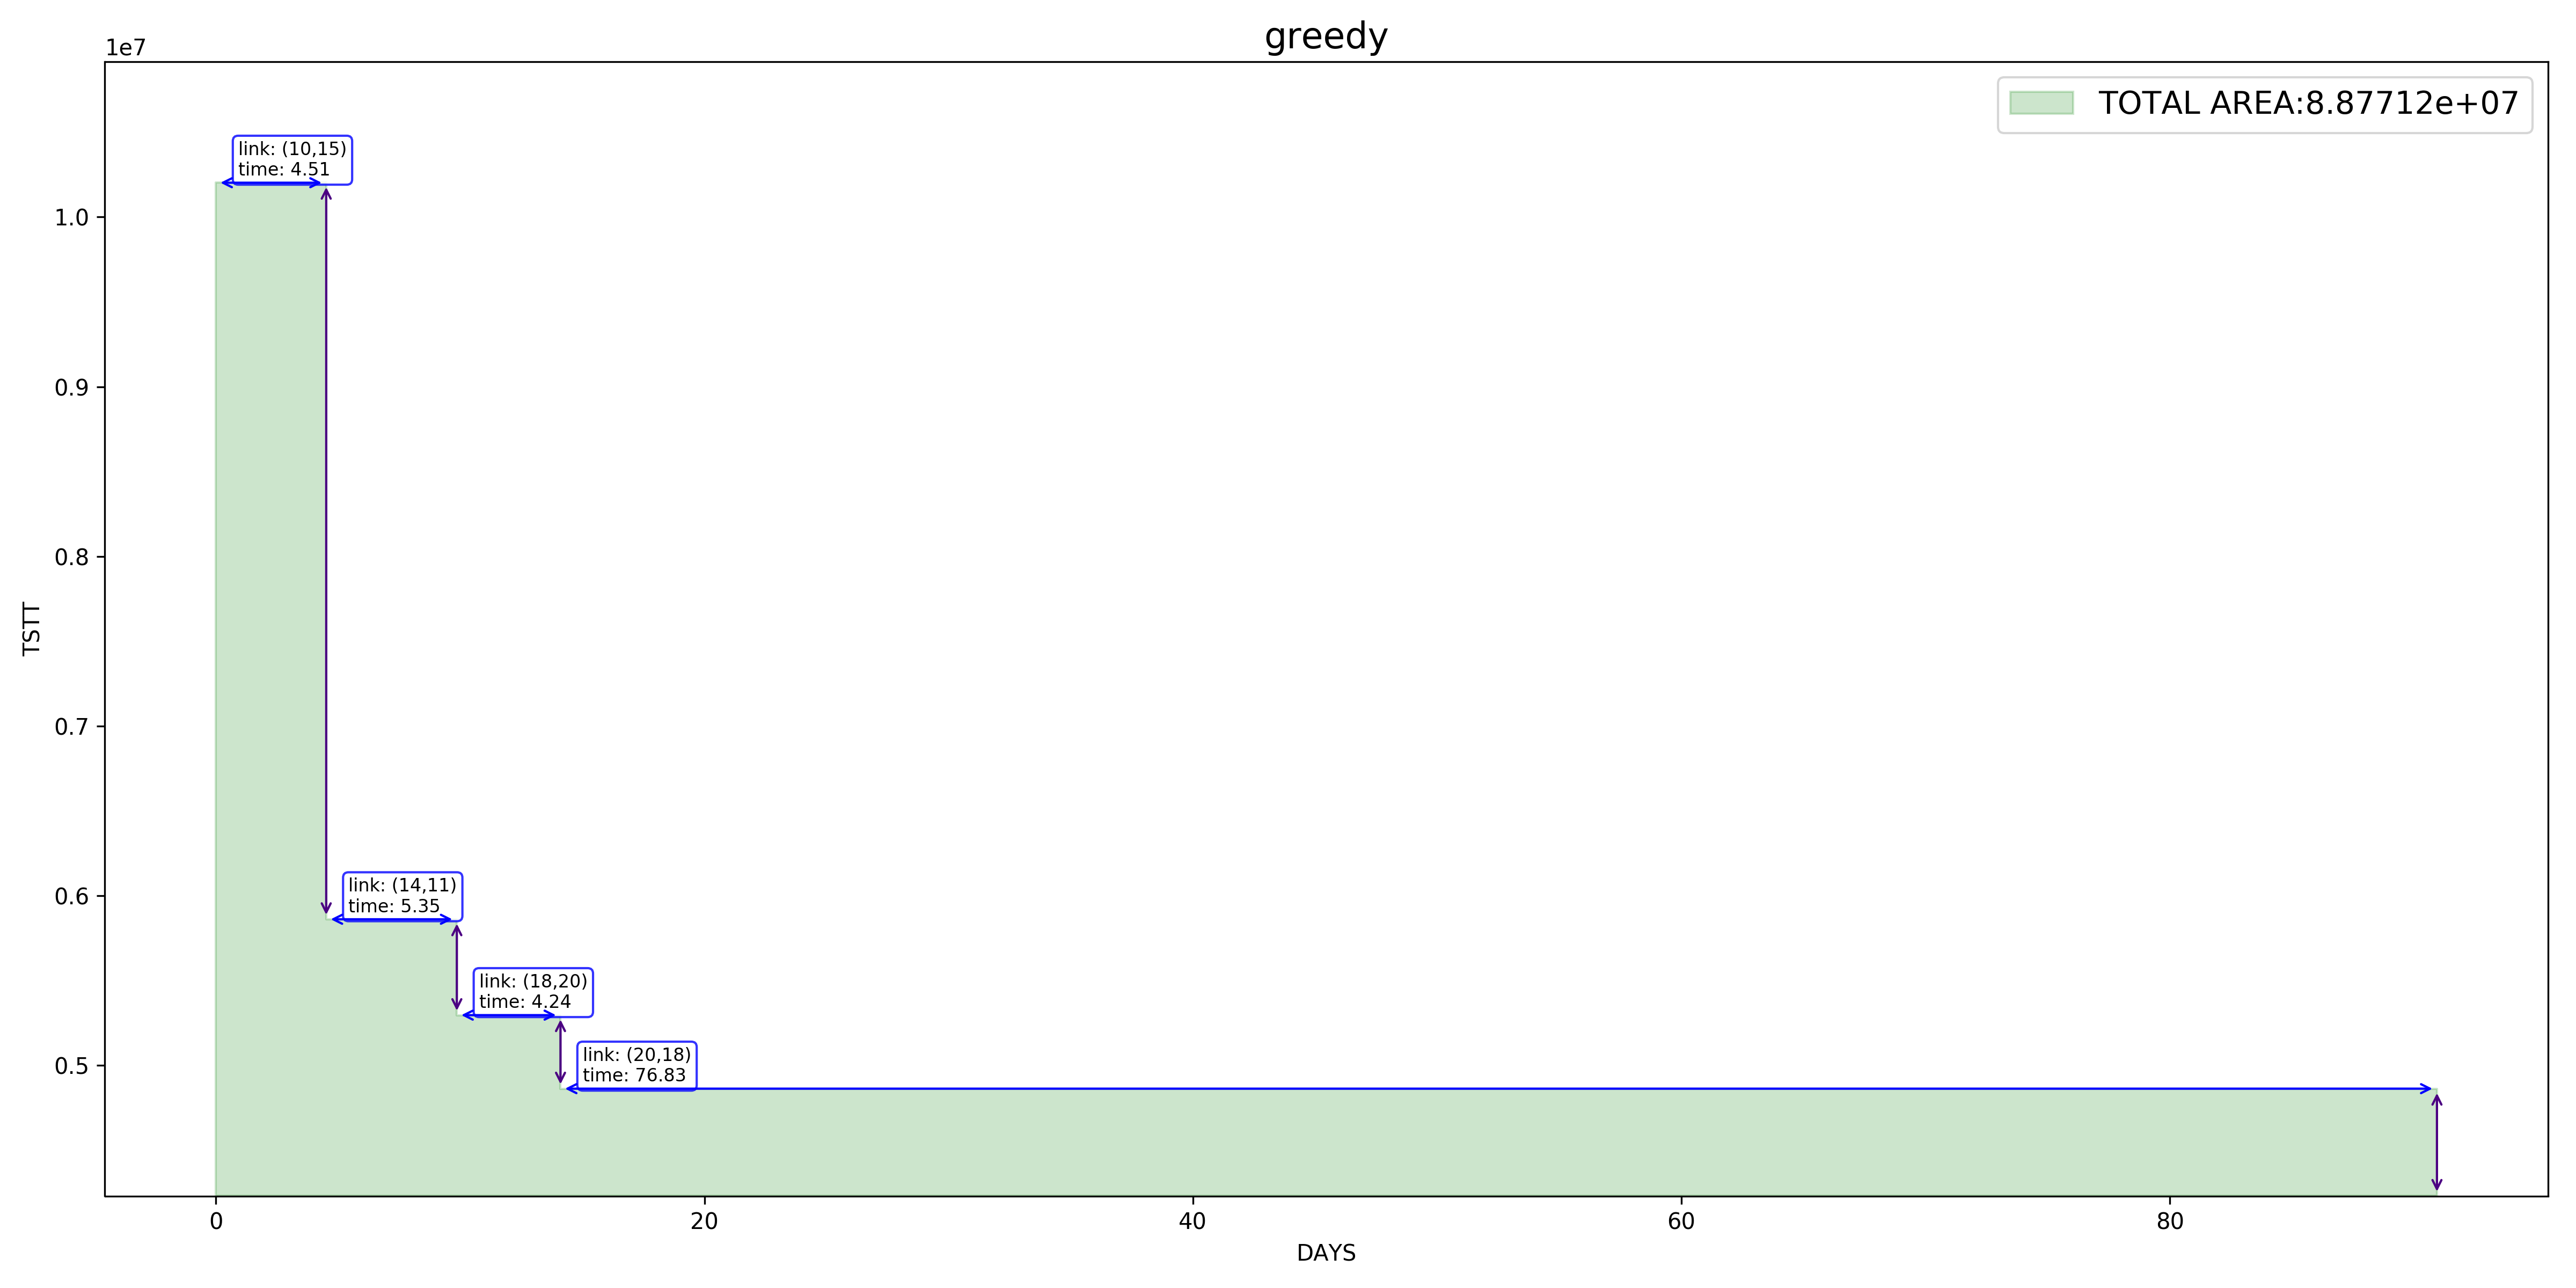 greedy
1e7
TOTAL AREA:8.87712e+07
link: (10,15)
time: 4.51
1.0
0.9
0.8
0.7
0.6
0.5
TSTT
link: (14,11)
time: 5.35
link: (18,20)
time: 4.24
link: (20,18)
time: 76.83
0 20 40 60 80
DAYS